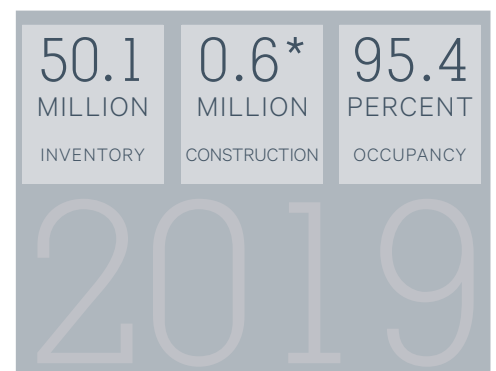 50.1
MILLION
INVENTORY
0.6*
MILLION
CONSTRUCTION
95.4
PERCENT
OCCUPANCY
2019